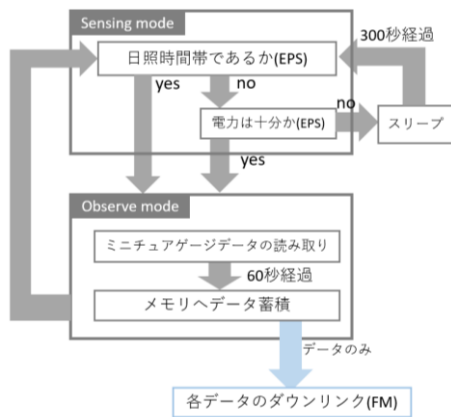 Sensing mode
300秒経過
日照時間帯であるか(EPS)
yes
no
電力は十分か(EPS)
no
スリープ
yes
Observe mode
ミニチュアゲージデータの読み取り
60秒経過
メモリへデータ蓄積
データのみ
各データのダウンリンク(FM)